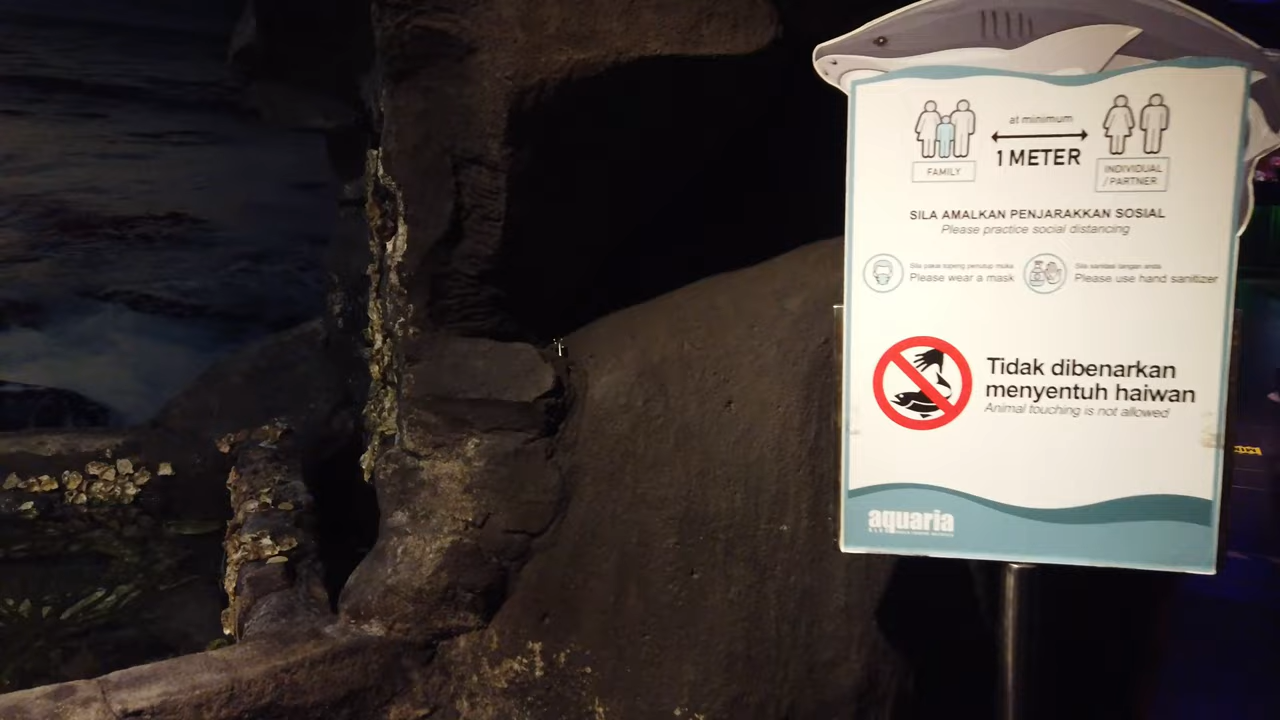 at minimum
1 METER
FAMILY
INDIVIDUAL
/ PARTNER
SILA AMALKAN PENJARAKKAN SOSIAL
Please practice social distancing
Sila pakai topeng penutup muka
Please wear a mask
Sila sanitasi tangan anda
Please use hand sanitizer
Tidak dibenarkan
menyentuh haiwan
Animal touching is not allowed
aquaria